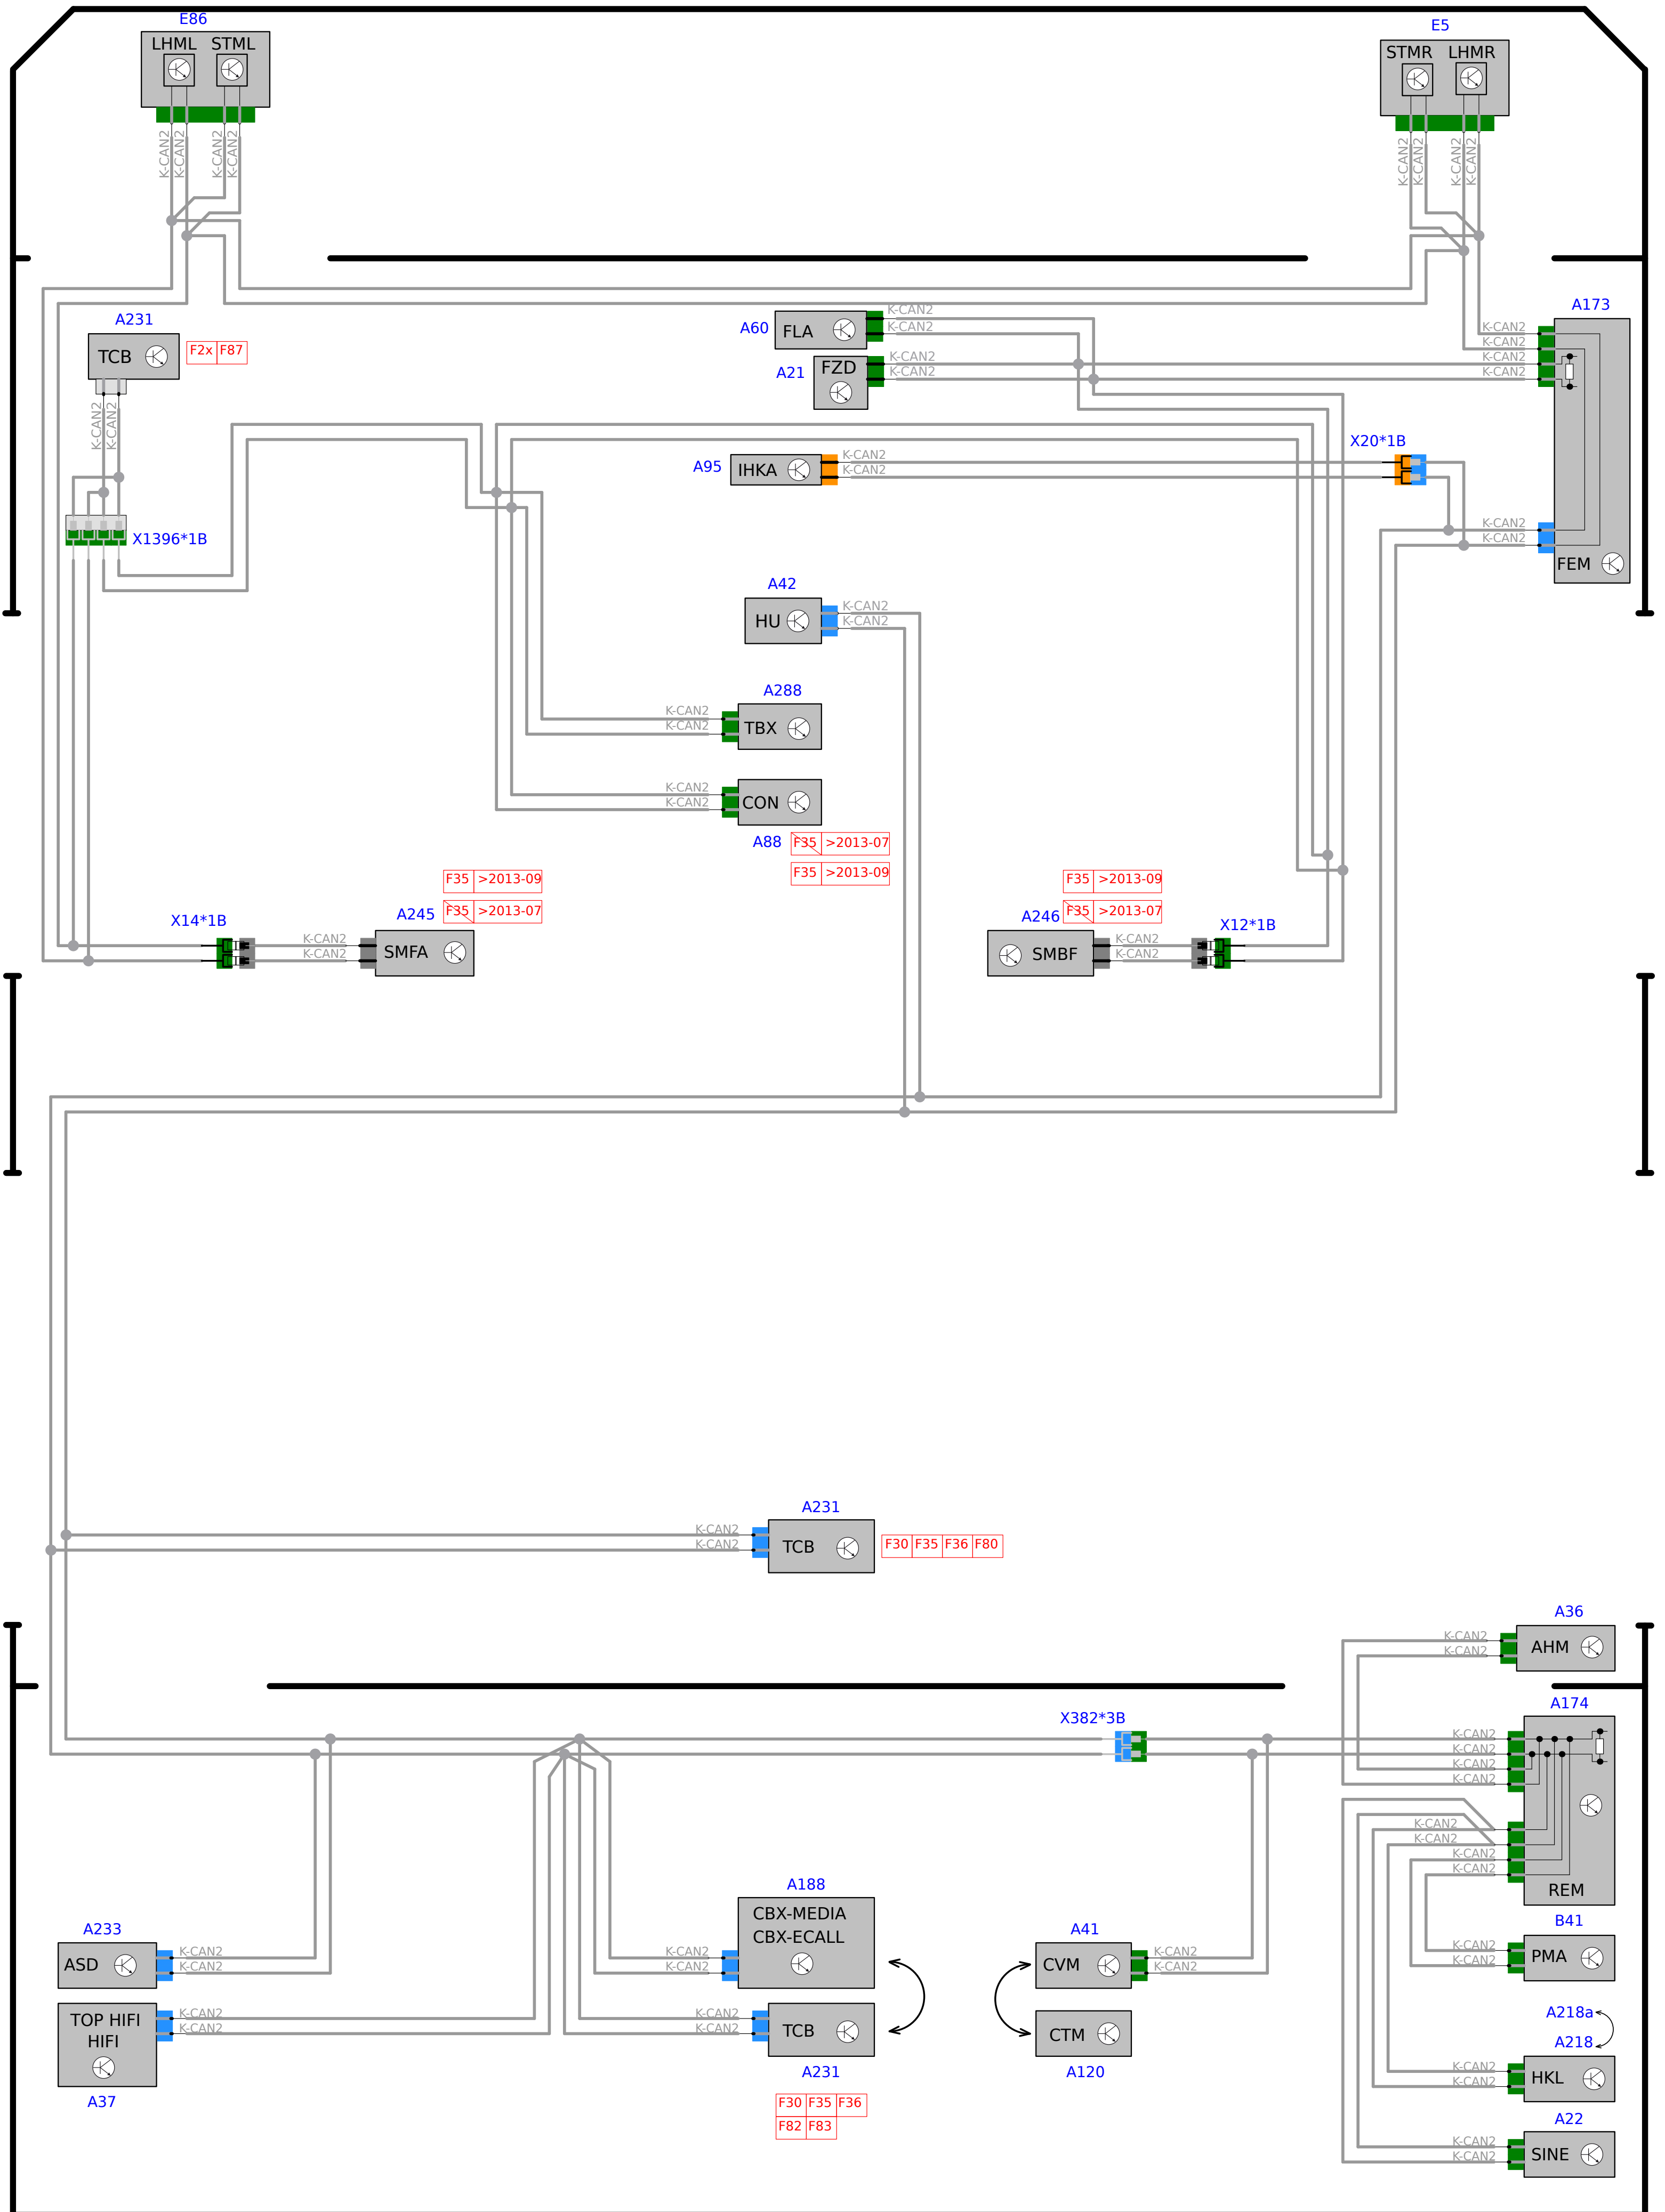 E86
LHML STML
K-CAN2
K-CAN2
K-CAN2
K-CAN2
E5
STMR LHMR
K-CAN2
K-CAN2
K-CAN2
K-CAN2
A231
TCB
F2x F87
K-CAN2
K-CAN2
X1396*1B
A60
FLA
K-CAN2
K-CAN2
A21
FZD
K-CAN2
K-CAN2
A173
K-CAN2
K-CAN2
K-CAN2
K-CAN2
K-CAN2
K-CAN2
FEM
X20*1B
A95
IHKA
K-CAN2
K-CAN2
A42
HU
K-CAN2
K-CAN2
A288
K-CAN2
K-CAN2
TBX
K-CAN2
K-CAN2
CON
A88
F35 >2013-07
F35 >2013-09
F35 >2013-09
A245
F35 >2013-07
X14*1B
K-CAN2
K-CAN2
SMFA
F35 >2013-09
A246
F35 >2013-07
X12*1B
SMBF
K-CAN2
K-CAN2
A231
K-CAN2
K-CAN2
TCB
F30 F35 F36 F80
A36
K-CAN2
K-CAN2
AHM
X382*3B
A174
K-CAN2
K-CAN2
K-CAN2
K-CAN2
K-CAN2
K-CAN2
K-CAN2
K-CAN2
REM
A233
ASD
K-CAN2
K-CAN2
TOP HIFI
HIFI
K-CAN2
K-CAN2
A37
A188
CBX-MEDIA
CBX-ECALL
K-CAN2
K-CAN2
K-CAN2
K-CAN2
TCB
A231
F30 F35 F36
F82 F83
A41
CVM
K-CAN2
K-CAN2
CTM
A120
B41
K-CAN2
K-CAN2
PMA
A218a
A218
K-CAN2
K-CAN2
HKL
A22
K-CAN2
K-CAN2
SINE